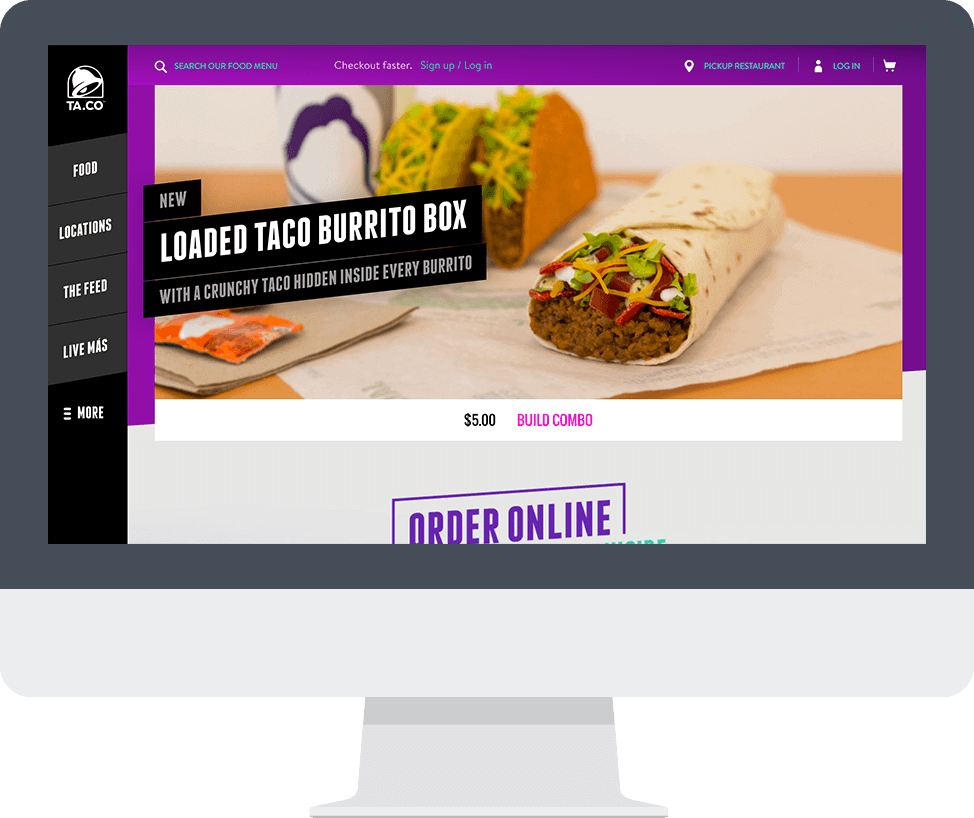 TA.CO
SEARCH OUR FOOD MENU
Checkout faster. Sign up / Log in
PICKUP RESTAURANT
LOG IN
FOOD
LOCATIONS
THE FEED
LIVE MÁS
MORE
NEW
LOADED TACO BURRITO BOX
WITH A CRUNCHY TACO HIDDEN INSIDE EVERY BURRITO
$5.00 BUILD COMBO
ORDER ONLINE